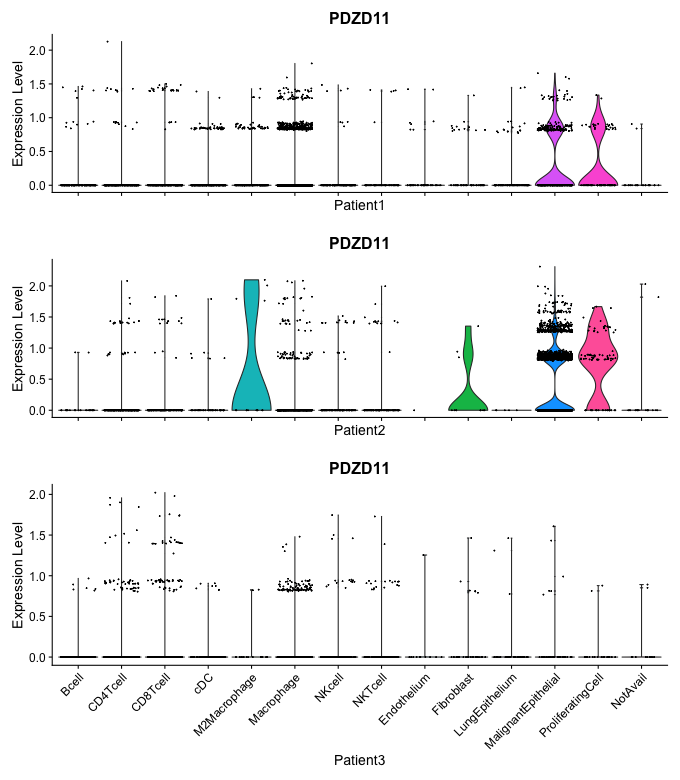 PDZD11
Expression Level
2.0
1.5
1.0
0.5
0.0
Patient1
PDZD11
Expression Level
2.0
1.5
1.0
0.5
0.0
Patient2
PDZD11
Expression Level
2.0
1.5
1.0
0.5
0.0
Bcell
CD4Tcell
CD8Tcell
cDC
M2Macrophage
Macrophage
NKcell
NKTcell
Endothelium
Fibroblast
LungEpithelium
MalignantEpithelial
ProliferatingCell
NotAvail
Patient3